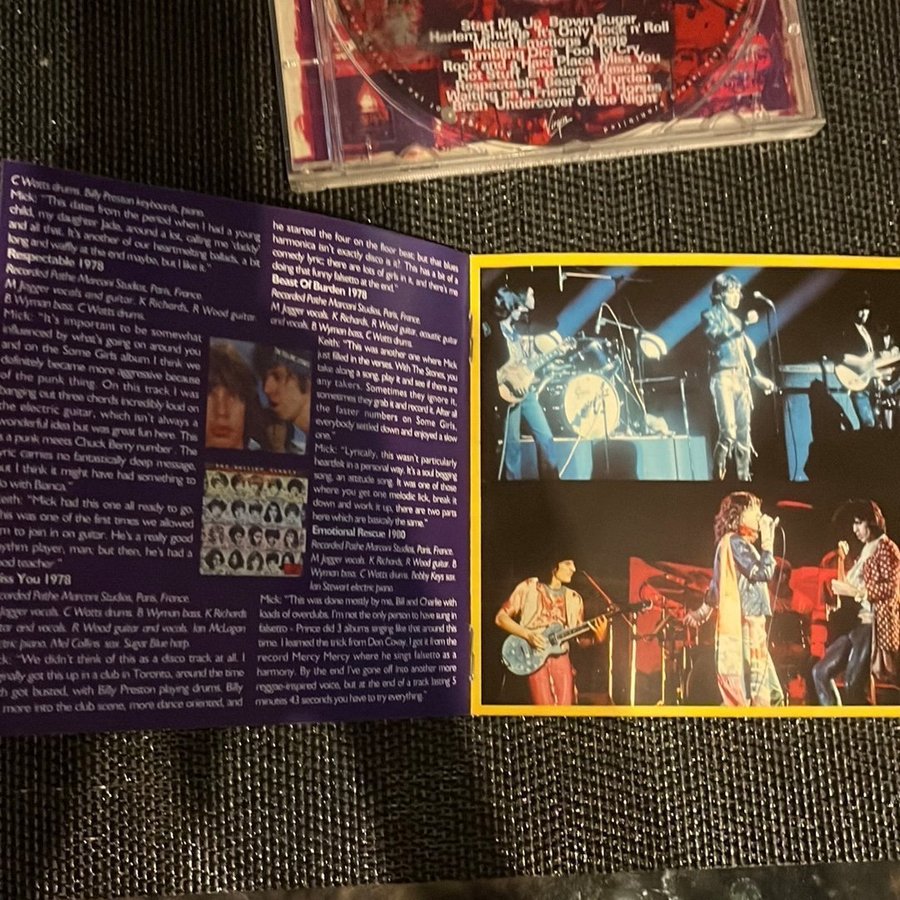 Start Me Up, Brown Sugar
Harlem Shuffle, It's Only Rock n' Roll
Mixed Emotions, Angie
Tumbling Dice, Fool To Cry
Rock and A Hard Place, Miss You
Hot Stuff, Emotional Rescue
Respectable, Beast of Burden
Waiting on a Friend, Wild Horses
Bitch, Undercover of the Night
Virgin
C Watts drums. Billy Preston keyboards, piano.
Mick: "This dates from the period when I had a young
child, my daughter Jade, around a lot, calling me 'daddy'
and all that. It's another of our heartmelting ballads, a bit
long and waffly at the end maybe, but I like it."
Respectable 1978
Recorded Pathe Marconi Studios, Paris, France.
M Jagger vocals and guitar. K Richards, R Wood guitar.
B Wyman bass. C Watts drums.
Mick: "It's important to be somewhat
influenced by what's going on around you
and on the Some Girls album I think we
definitely became more aggressive because
of the punk thing. On this track I was
banging out three chords incredibly loud on
the electric guitar, which isn't always a
wonderful idea but was great fun here. This
is a punk meets Chuck Berry number. The
yric carries no fantastically deep message,
ut I think it might have had something to
o with Bianca."
eith: "Mick had this one all ready to go.
his was one of the first times we allowed
m to join in on guitar. He's a really good
ythm player, man; but then, he's had a
ood teacher."
iss You 1978
corded Pathe Marconi Studios, Paris, France.
Jagger vocals. C Watts drums. B Wyman bass. K Richards
tar and vocals. R Wood guitar and vocals. Ian McLagan
ctric piano. Mel Collins sax. Sugar Blue harp.
ck: "We didn't think of this as a disco track at all. I
ginally got this up in a club in Toronto, around the time
h got busted, with Billy Preston playing drums. Billy
more into the club scene, more dance oriented, and
he started the four on the floor beat; but that blues
harmonica isn't exactly disco is it? This has a bit of a
comedy lyric; there are lots of girls in it, and there's me
doing that funny falsetto at the end."
Beast Of Burden 1978
Recorded Pathe Marconi Studios, Paris, France.
M Jagger vocals. K Richards, R Wood guitar, acoustic guitar
and vocals. B Wyman bass. C Watts drums.
Keith: "This was another one where Mick
just filled in the verses. With The Stones, you
take along a song, play it and see if there are
any takers. Sometimes they ignore it,
sometimes they grab it and record it. After all
the faster numbers on Some Girls,
everybody settled down and enjoyed a slow
one."
Mick: "Lyrically, this wasn't particularly
heartfelt in a personal way. It's a soul begging
song, an attitude song. It was one of those
where you get one melodic lick, break it
down and work it up; there are two parts
here which are basically the same."
Emotional Rescue 1980
Recorded Pathe Marconi Studios, Paris, France.
M Jagger vocals. K Richards, R Wood guitar. B
Wyman bass. C Watts drums. Bobby Keys sax.
Ian Stewart electric piano.
Mick: "This was done mostly by me, Bill and Charlie with
loads of overdubs. I'm not the only person to have sung in
falsetto - Prince did 3 albums singing like that around this
time. I learned the trick from Don Covay. I got it from the
record Mercy Mercy where he sings falsetto as a
harmony. By the end I've gone off into another more
reggae-inspired voice, but at the end of a track lasting 5
minutes 43 seconds you have to try everything."